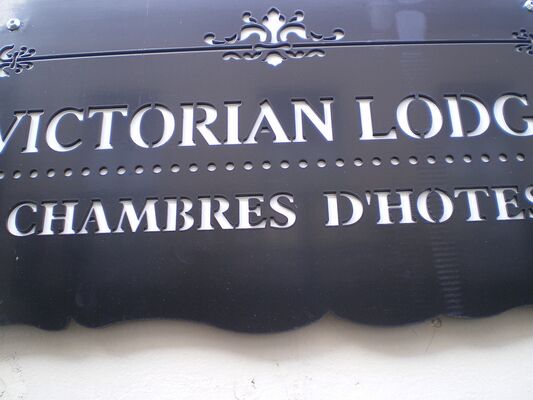 VICTORIAN LODG
CHAMBRES D'HOTES